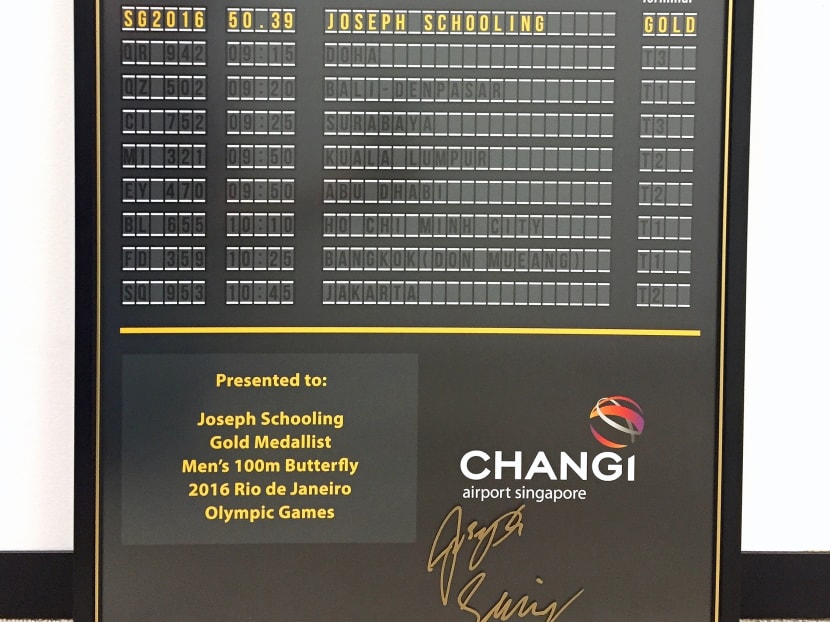 Terminal
SG2016 50.39 JOSEPH SCHOOLING GOLD
QR 942 09:15 DOHA T3
QZ 502 09:20 BALI-DENPASAR T1
CI 752 09:25 SURABAYA T3
MI 321 09:50 KUALA LUMPUR T2
EY 470 09:50 ABU DHABI T2
BL 655 10:10 HO CHI MINH CITY T1
FD 359 10:25 BANGKOK(DON MUEANG) T1
SQ 953 10:45 JAKARTA T2
Presented to:
Joseph Schooling
Gold Medallist
Men's 100m Butterfly
2016 Rio de Janeiro
Olympic Games
CHANGI
airport singapore
Joseph